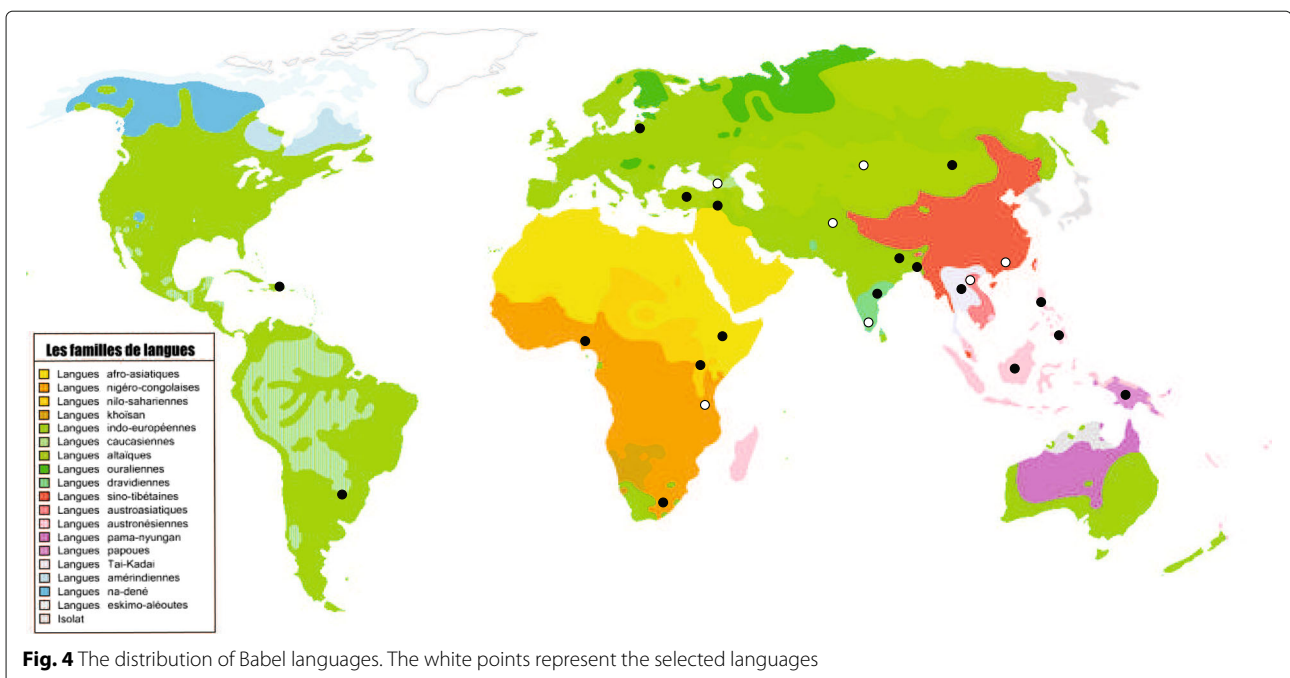 Les familles de langues
Langues afro-asiatiques
Langues nigéro-congolaises
Langues nilo-sahariennes
Langues khoïsan
Langues indo-européennes
Langues caucasiennes
Langues altaïques
Langues ouraliennes
Langues dravidiennes
Langues sino-tibétaines
Langues austroasiatiques
Langues austronésiennes
Langues pama-nyungan
Langues papoues
Langues Tai-Kadai
Langues amérindiennes
Langues na-dené
Langues eskimo-aléoutes
Isolat
Fig. 4 The distribution of Babel languages. The white points represent the selected languages